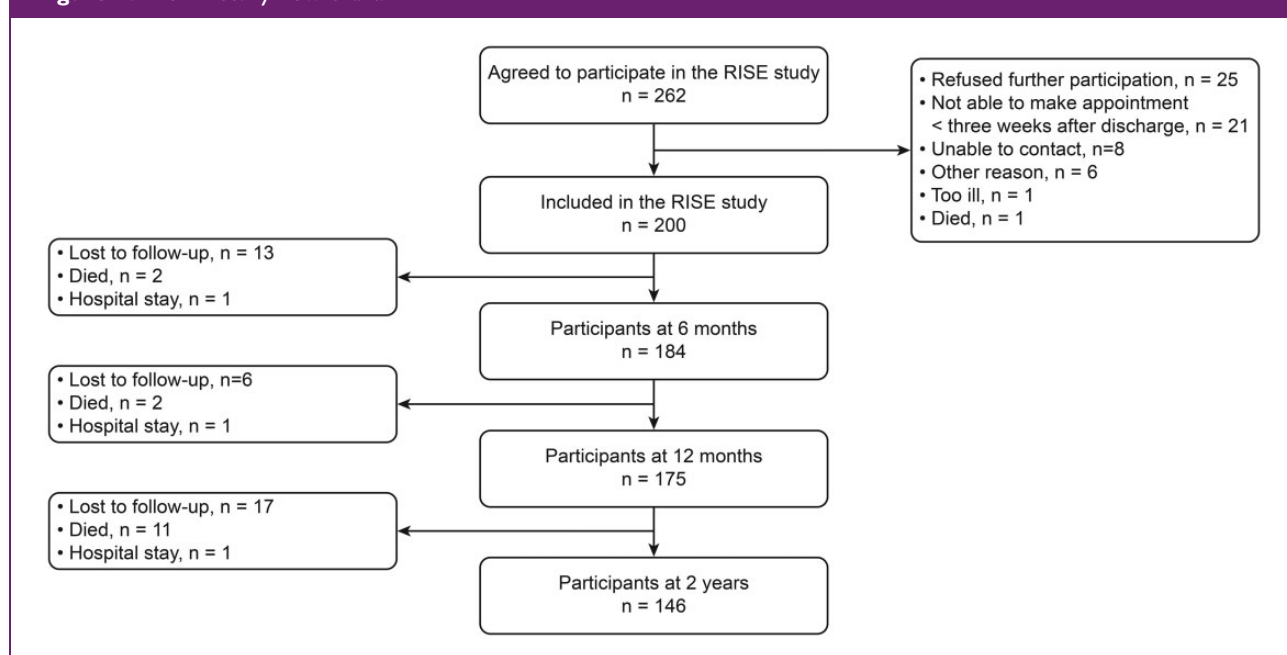 Agreed to participate in the RISE study
n = 262
• Refused further participation, n = 25
• Not able to make appointment
< three weeks after discharge, n = 21
• Unable to contact, n=8
• Other reason, n = 6
• Too ill, n = 1
• Died, n = 1
Included in the RISE study
n = 200
• Lost to follow-up, n = 13
• Died, n = 2
• Hospital stay, n = 1
Participants at 6 months
n = 184
• Lost to follow-up, n=6
• Died, n = 2
• Hospital stay, n = 1
Participants at 12 months
n = 175
• Lost to follow-up, n = 17
• Died, n = 11
• Hospital stay, n = 1
Participants at 2 years
n = 146